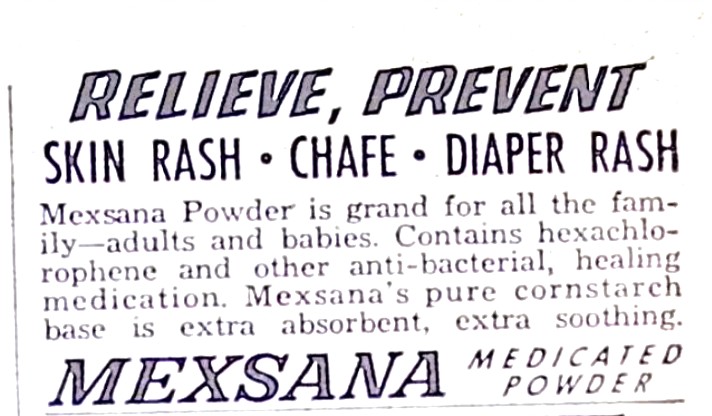 RELIEVE, PREVENT
SKIN RASH • CHAFE • DIAPER RASH
Mexsana Powder is grand for all the fam-
ily—adults and babies. Contains hexachlo-
rophene and other anti-bacterial, healing
medication. Mexsana's pure cornstarch
base is extra absorbent, extra soothing.
MEXSANA MEDICATED
POWDER